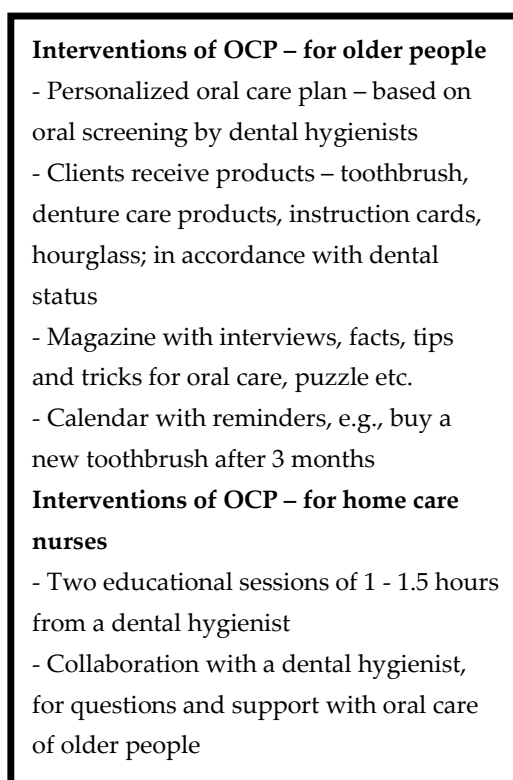 Interventions of OCP – for older people
- Personalized oral care plan – based on
oral screening by dental hygienists
- Clients receive products – toothbrush,
denture care products, instruction cards,
hourglass; in accordance with dental
status
- Magazine with interviews, facts, tips
and tricks for oral care, puzzle etc.
- Calendar with reminders, e.g., buy a
new toothbrush after 3 months
Interventions of OCP – for home care
nurses
- Two educational sessions of 1 - 1.5 hours
from a dental hygienist
- Collaboration with a dental hygienist,
for questions and support with oral care
of older people